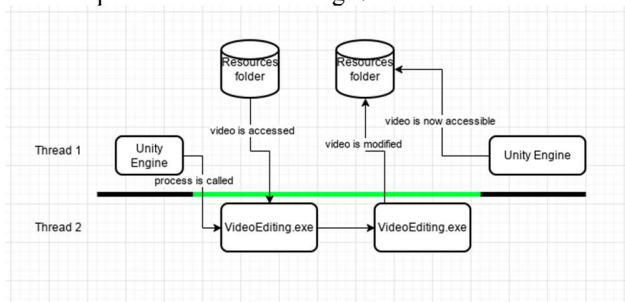 Resources
folder
Resources
folder
video is accessed
video is now accessible
video is modified
Thread 1
Unity
Engine
Unity Engine
process is called
Thread 2
VideoEditing.exe
VideoEditing.exe